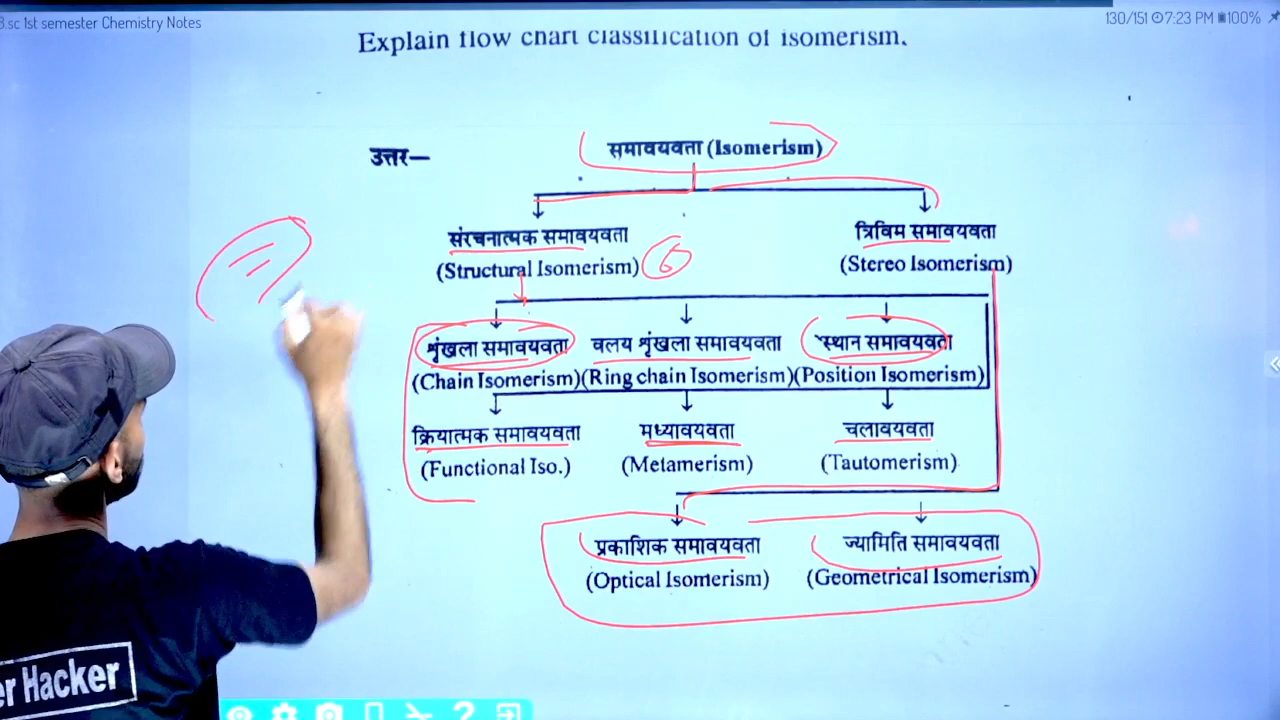 B.sc 1st semester Chemistry Notes
130/151 7:23 PM 100%
Explain flow chart classification of isomerism.
उत्तर—
समावयवता (Isomerism)
संरचनात्मक समावयवता
त्रिविम समावयवता
(Structural Isomerism) 6
(Stereo Isomerism)
शृंखला समावयवता वलय शृंखला समावयवता स्थान समावयवता
(Chain Isomerism)(Ring chain Isomerism)(Position Isomerism)
क्रियात्मक समावयवता मध्यावयवता चलावयवता
(Functional Iso.) (Metamerism) (Tautomerism)
प्रकाशिक समावयवता ज्यामिति समावयवता
(Optical Isomerism) (Geometrical Isomerism)
er Hacker